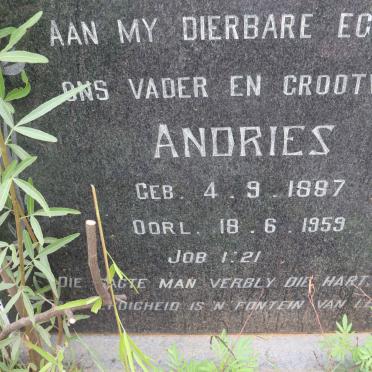 AAN MY DIERBARE
ONS VADER EN
ANDRIES
GEB. 4.9.1887
OORL. 18.6.1959
JOB 1:21
DIE SAGTE MAN VERBLY DIE HART,
IS 'N FONTEIN VAN